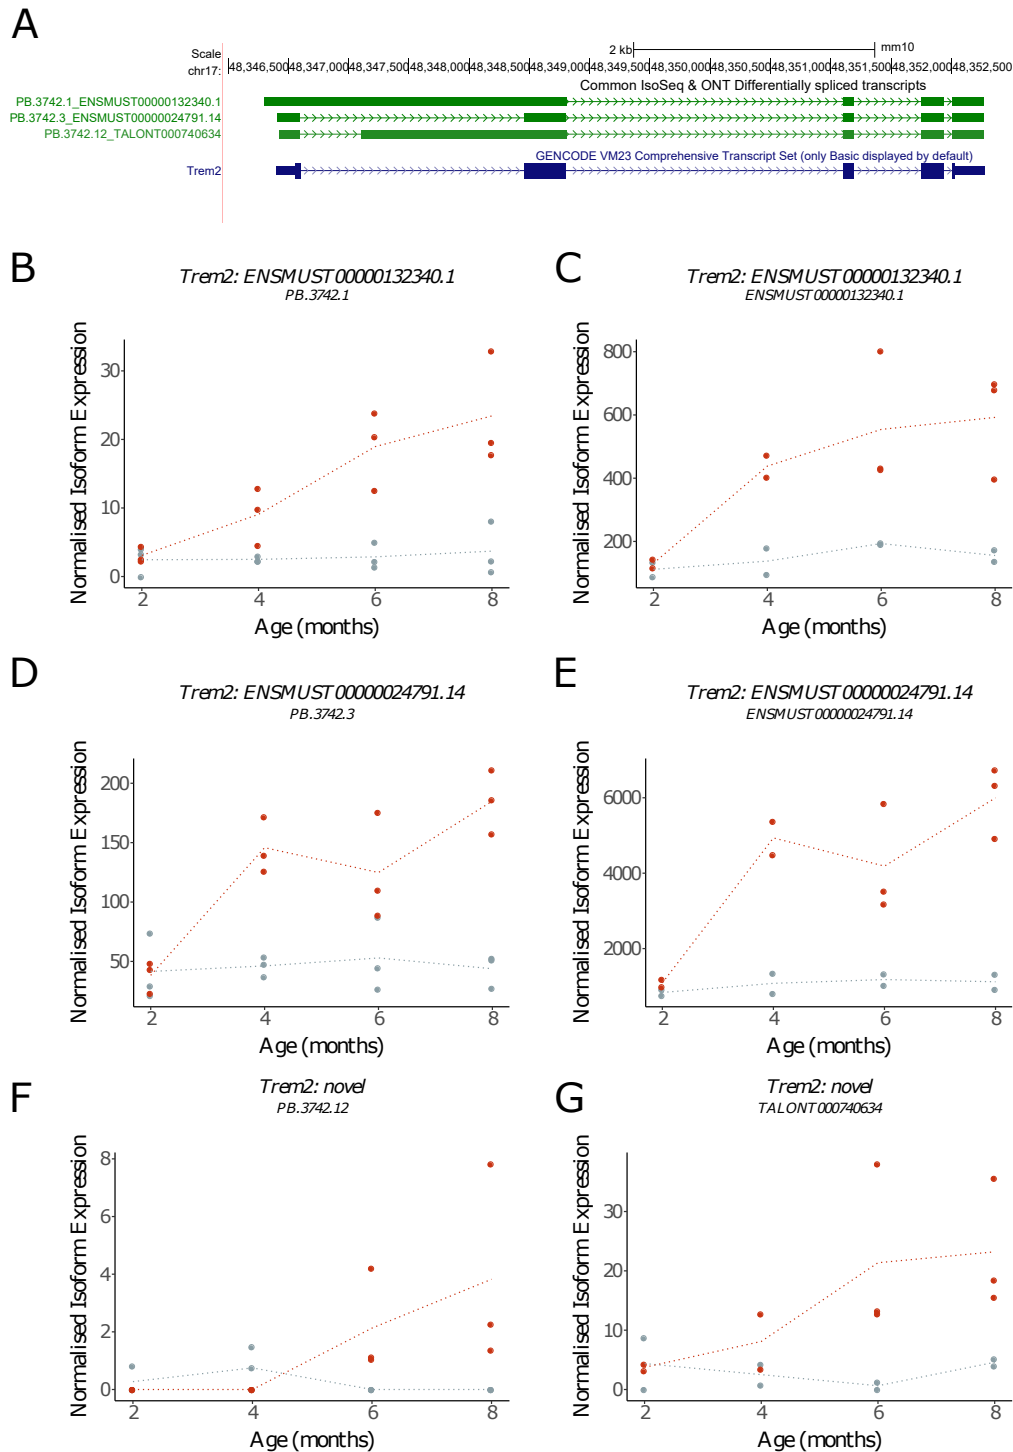 A
Scale 2 kb mm10
chr17: 48,346,500 48,347,000 48,347,500 48,348,000 48,348,500 48,349,000 48,349,500 48,350,000 48,350,500 48,351,000 48,351,500 48,352,000 48,352,500
Common IsoSeq & ONT Differentially spliced transcripts
PB.3742.1_ENSMUST00000132340.1
PB.3742.3_ENSMUST00000024791.14
PB.3742.12_TALONT000740634
GENCODE VM23 Comprehensive Transcript Set (only Basic displayed by default)
Trem2
B
Trem2: ENSMUST00000132340.1
PB.3742.1
Normalised Isoform Expression
30
20
10
0
2 4 6 8
Age (months)
C
Trem2: ENSMUST00000132340.1
ENSMUST00000132340.1
Normalised Isoform Expression
800
600
400
200
2 4 6 8
Age (months)
D
Trem2: ENSMUST00000024791.14
PB.3742.3
Normalised Isoform Expression
200
150
100
50
2 4 6 8
Age (months)
E
Trem2: ENSMUST00000024791.14
ENSMUST00000024791.14
Normalised Isoform Expression
6000
4000
2000
2 4 6 8
Age (months)
F
Trem2: novel
PB.3742.12
Normalised Isoform Expression
8
6
4
2
0
2 4 6 8
Age (months)
G
Trem2: novel
TALONT000740634
Normalised Isoform Expression
30
20
10
0
2 4 6 8
Age (months)